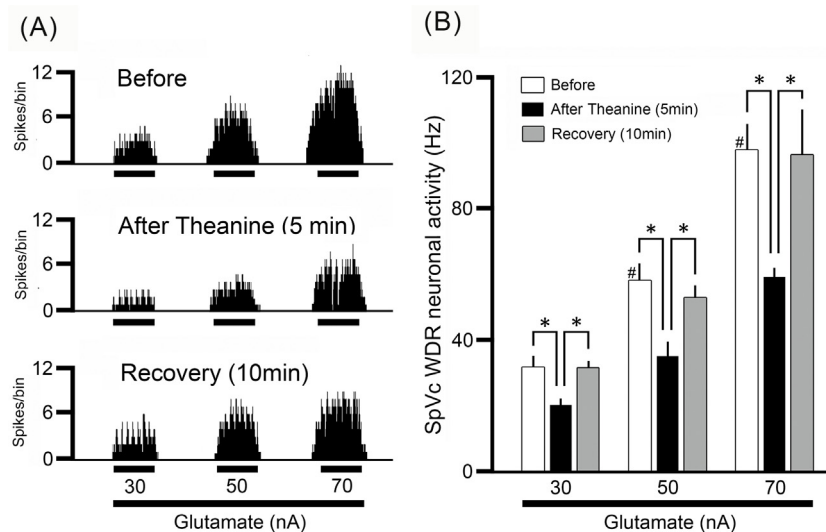 (A)
12
6
0
Spikes/bin
Before
12
6
0
Spikes/bin
After Theanine (5 min)
12
6
0
Spikes/bin
Recovery (10min)
30 50 70
Glutamate (nA)
(B)
120
80
40
0
SpVc WDR neuronal activity (Hz)
Before
After Theanine (5min)
Recovery (10min)
* *
# * *
# * *
30 50 70
Glutamate (nA)